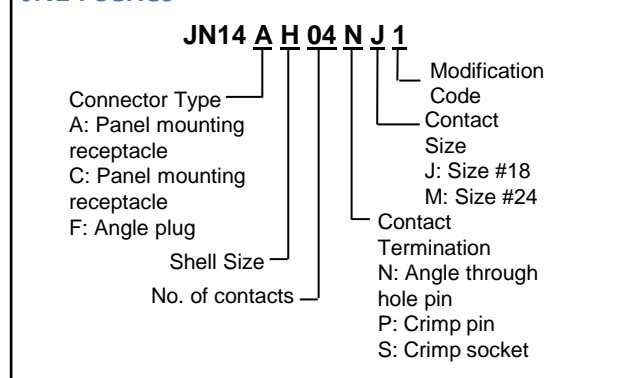 JN14 A H 04 N J 1
Connector Type
A: Panel mounting
receptacle
C: Panel mounting
receptacle
F: Angle plug
Shell Size
No. of contacts
Modification
Code
Contact
Size
J: Size #18
M: Size #24
Contact
Termination
N: Angle through
hole pin
P: Crimp pin
S: Crimp socket